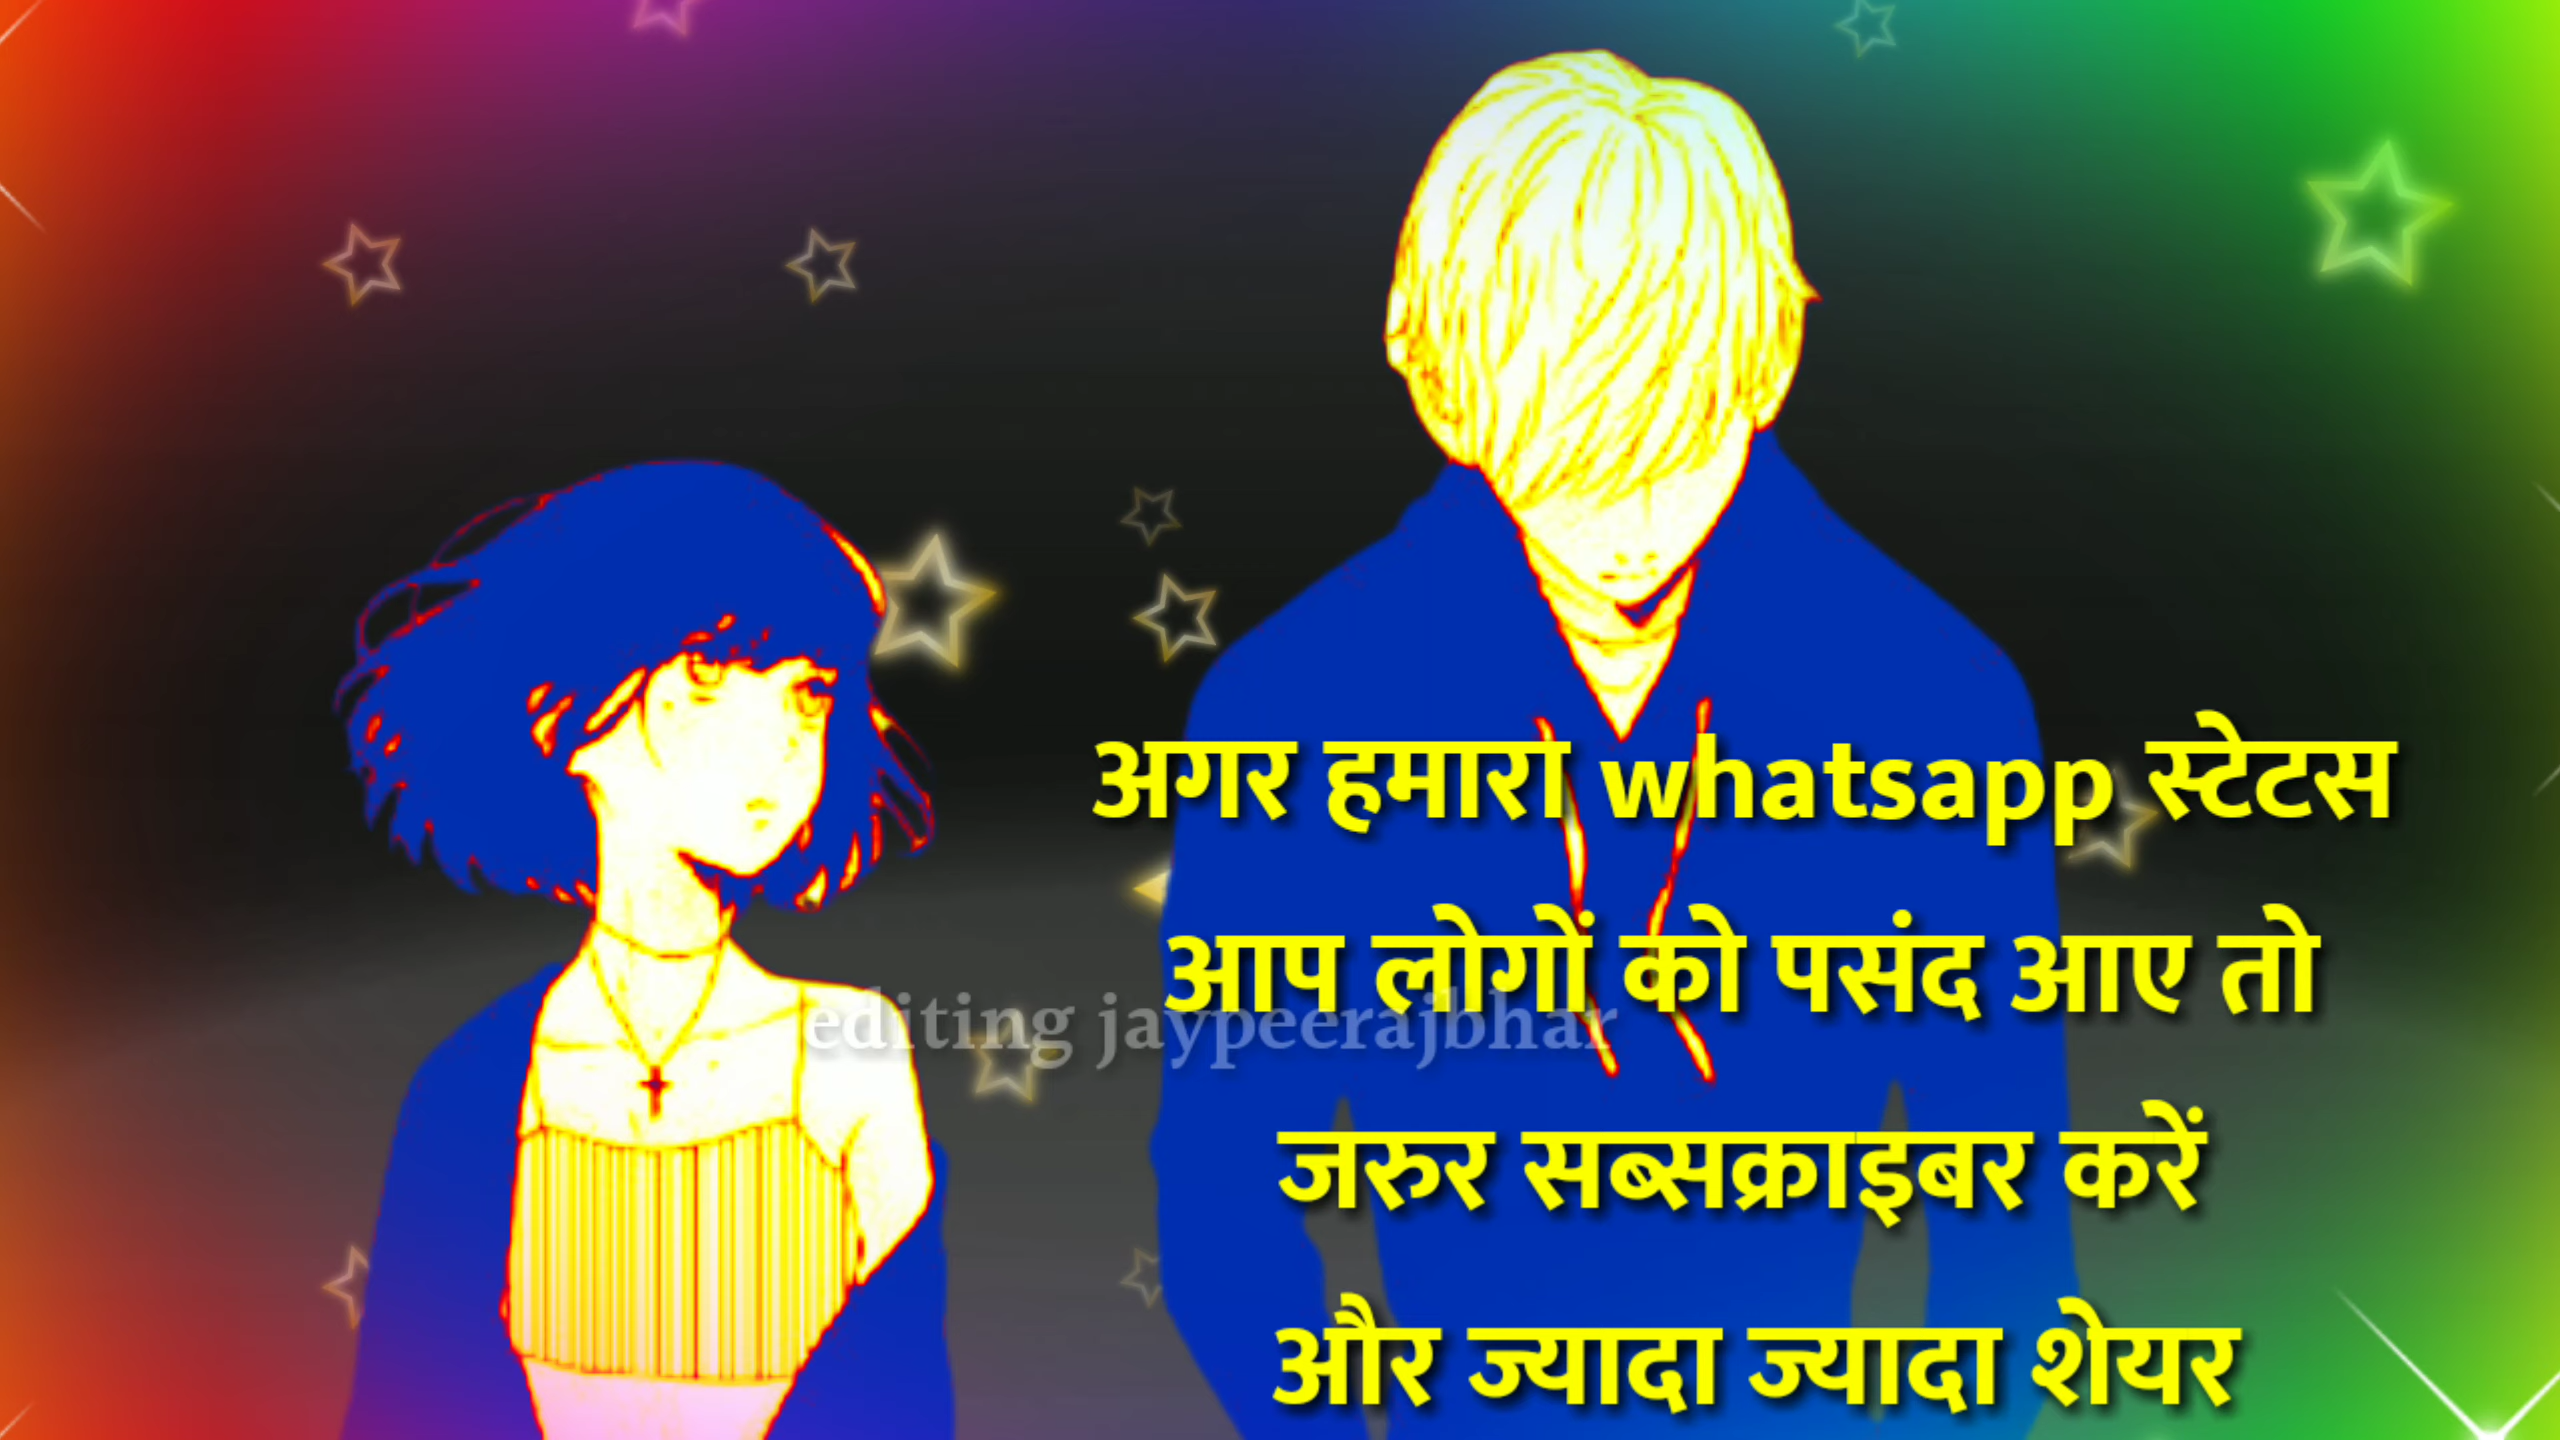 अगर हमारा whatsapp स्टेटस
आप लोगों को पसंद आए तो
editing jaypeerajbhar
जरुर सब्सक्राइबर करें
और ज्यादा ज्यादा शेयर